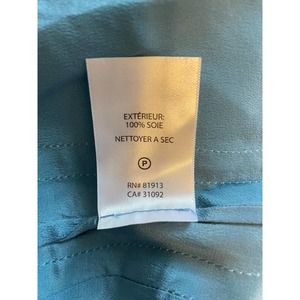 EXTÉRIEUR:
100% SOIE
NETTOYER A SEC
P
RN# 81913
CA# 31092